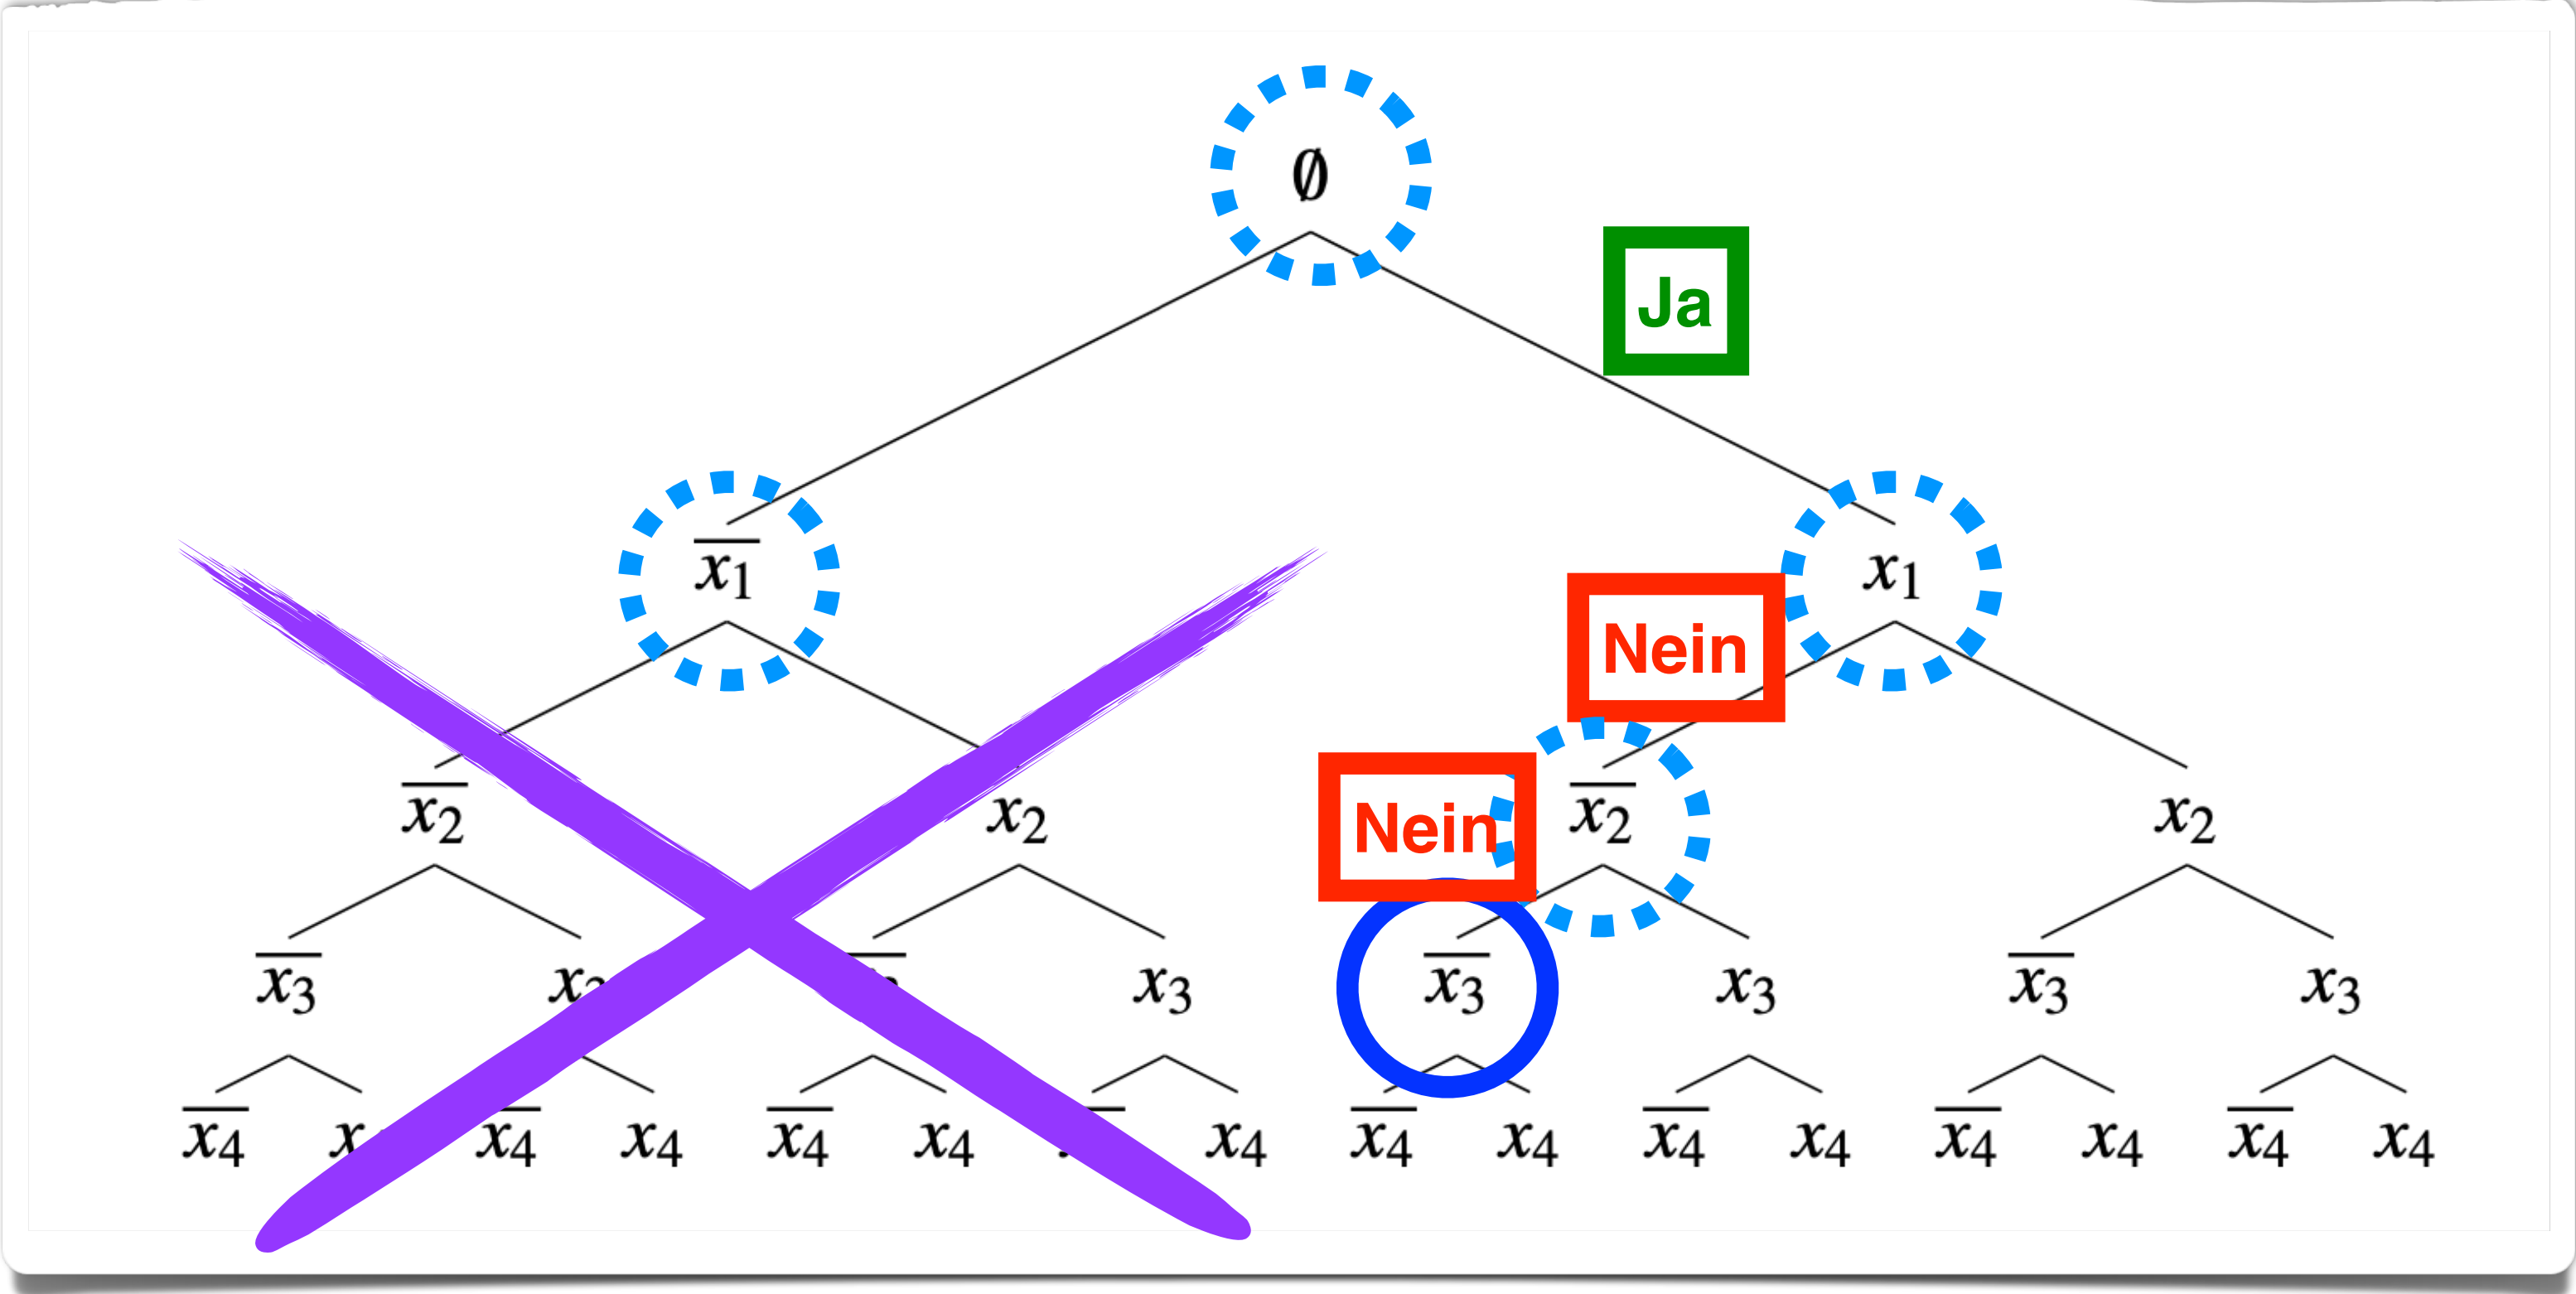 ∅
Ja
x̅₁ x₁
Nein
Nein
x̅₂ x₂ x̅₂ x₂
x̅₃ x₃ x̅₃ x₃ x̅₃ x₃
x̅₄ x̅₄ x₄ x̅₄ x₄ x₄ x̅₄ x₄ x̅₄ x₄ x̅₄ x₄ x̅₄ x₄